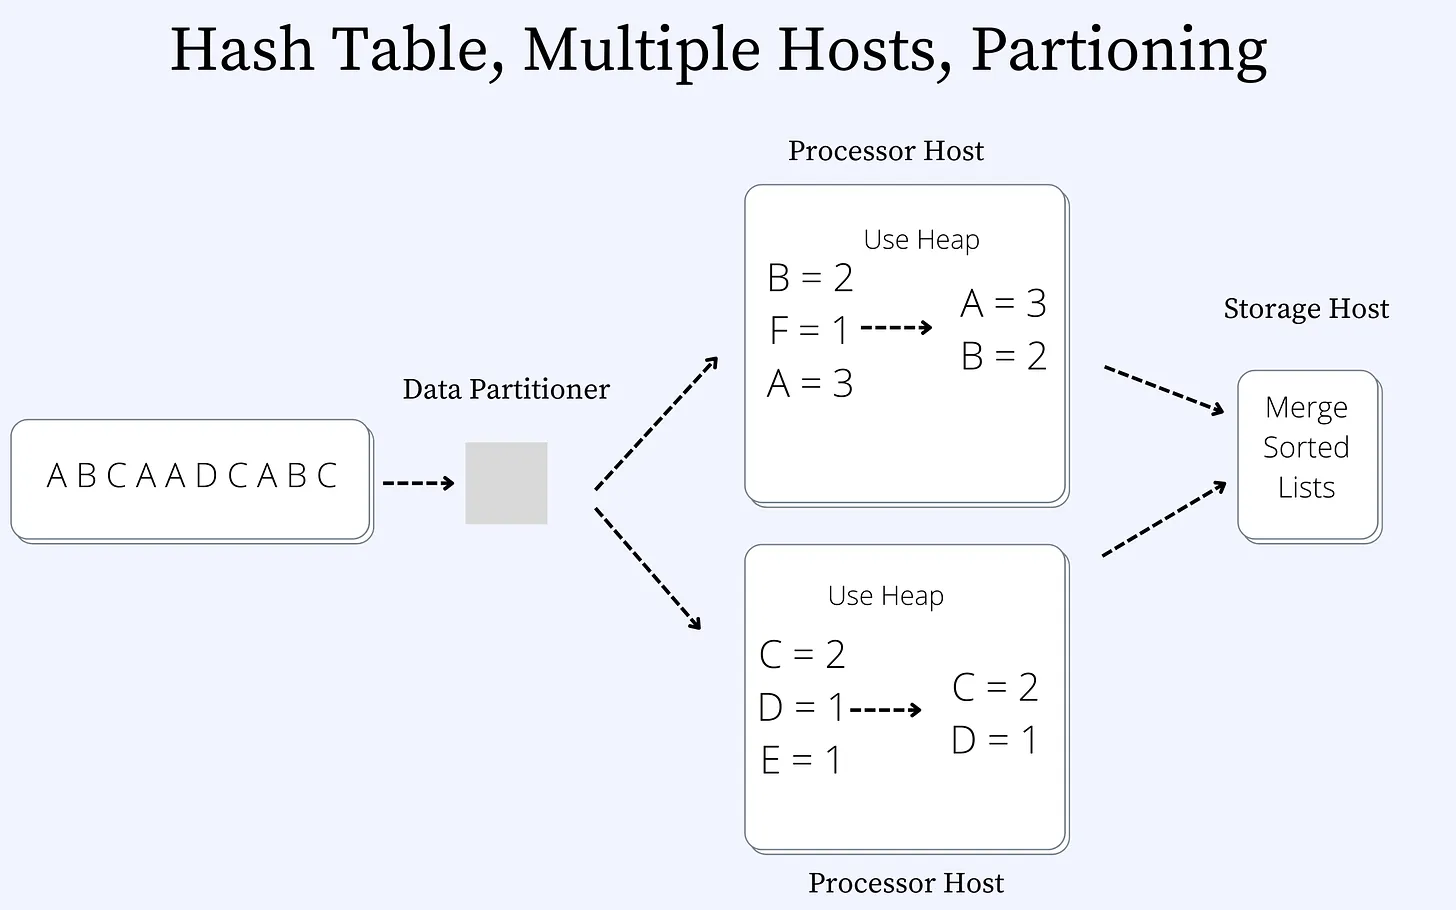 Hash Table, Multiple Hosts, Partioning
Processor Host
Use Heap
B = 2
F = 1
A = 3
A = 3
B = 2
Storage Host
Merge
Sorted
Lists
Data Partitioner
A B C A A D C A B C
Use Heap
C = 2
D = 1
E = 1
C = 2
D = 1
Processor Host